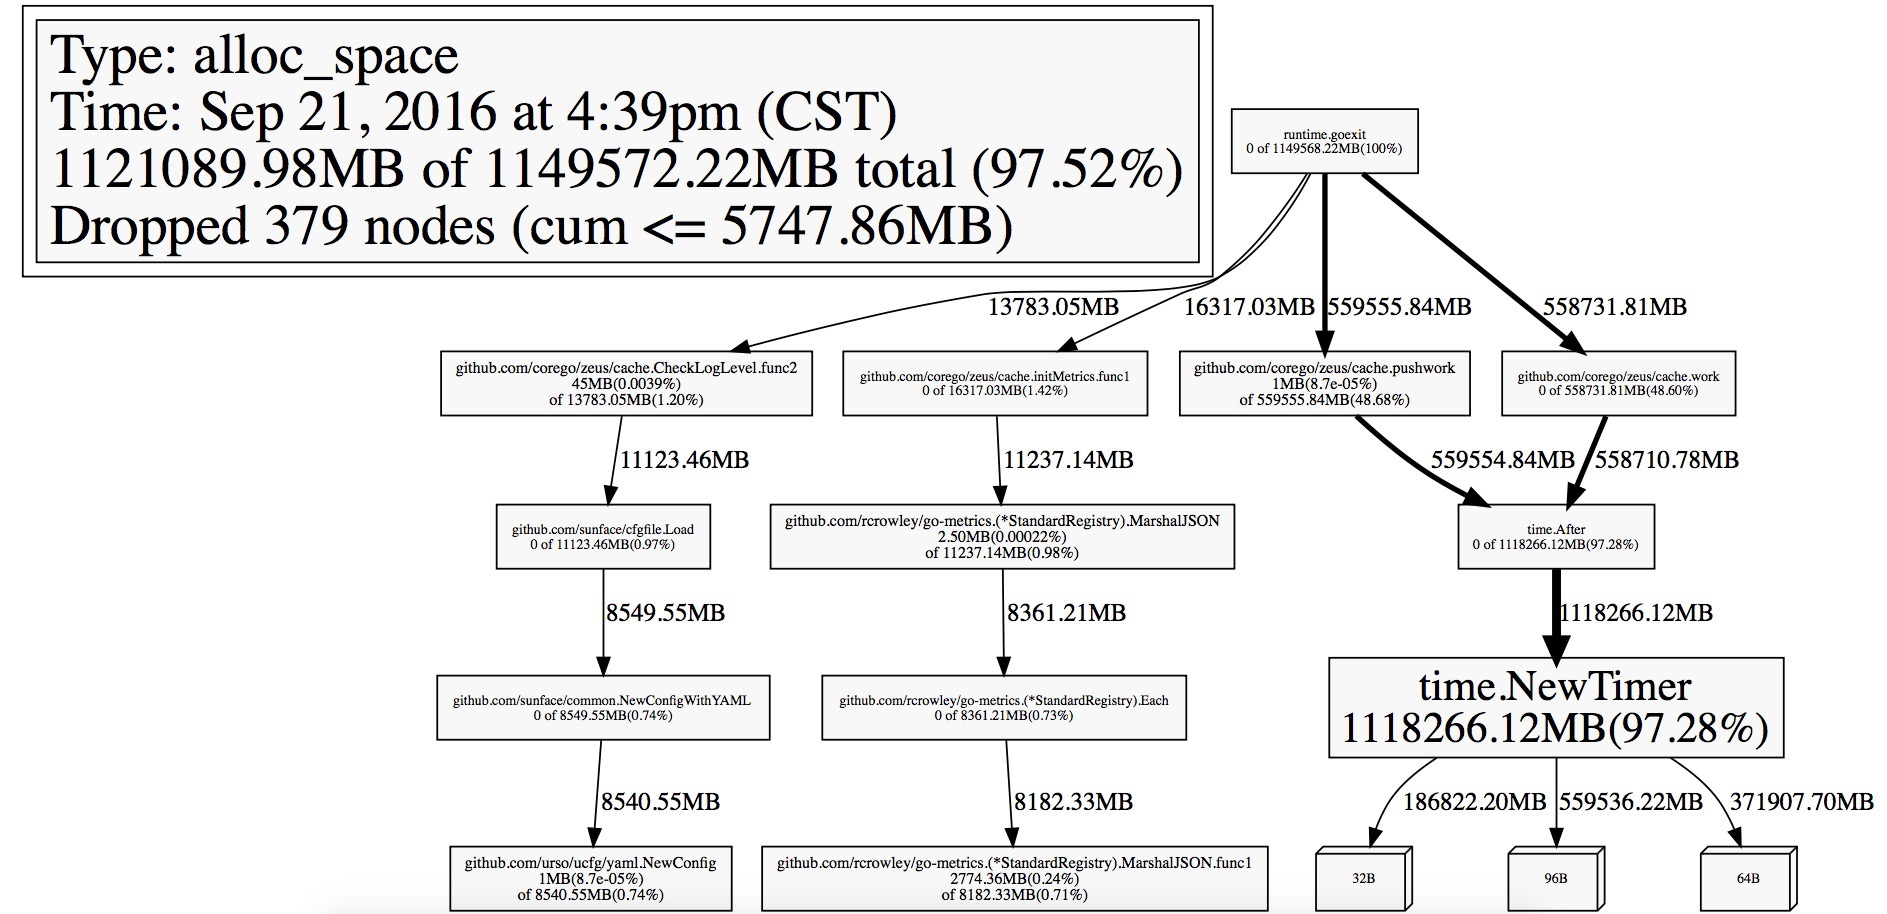 Type: alloc_space
Time: Sep 21, 2016 at 4:39pm (CST)
1121089.98MB of 1149572.22MB total (97.52%)
Dropped 379 nodes (cum <= 5747.86MB)
runtime.goexit
0 of 1149568.22MB(100%)
13783.05MB
16317.03MB
559555.84MB
558731.81MB
github.com/corego/zeus/cache.CheckLogLevel.func2
45MB(0.0039%)
of 13783.05MB(1.20%)
github.com/corego/zeus/cache.initMetrics.func1
0 of 16317.03MB(1.42%)
github.com/corego/zeus/cache.pushwork
1MB(8.7e-05%)
of 559555.84MB(48.68%)
github.com/corego/zeus/cache.work
0 of 558731.81MB(48.60%)
11123.46MB
11237.14MB
559554.84MB
558710.78MB
github.com/sunface/cfgfile.Load
0 of 11123.46MB(0.97%)
github.com/rcrowley/go-metrics.(*StandardRegistry).MarshalJSON
2.50MB(0.00022%)
of 11237.14MB(0.98%)
time.After
0 of 1118266.12MB(97.28%)
8549.55MB
8361.21MB
1118266.12MB
github.com/sunface/common.NewConfigWithYAML
0 of 8549.55MB(0.74%)
github.com/rcrowley/go-metrics.(*StandardRegistry).Each
0 of 8361.21MB(0.73%)
time.NewTimer
1118266.12MB(97.28%)
8540.55MB
8182.33MB
186822.20MB
559536.22MB
371907.70MB
github.com/urso/ucfg/yaml.NewConfig
1MB(8.7e-05%)
of 8540.55MB(0.74%)
github.com/rcrowley/go-metrics.(*StandardRegistry).MarshalJSON.func1
2774.36MB(0.24%)
of 8182.33MB(0.71%)
32B
96B
64B